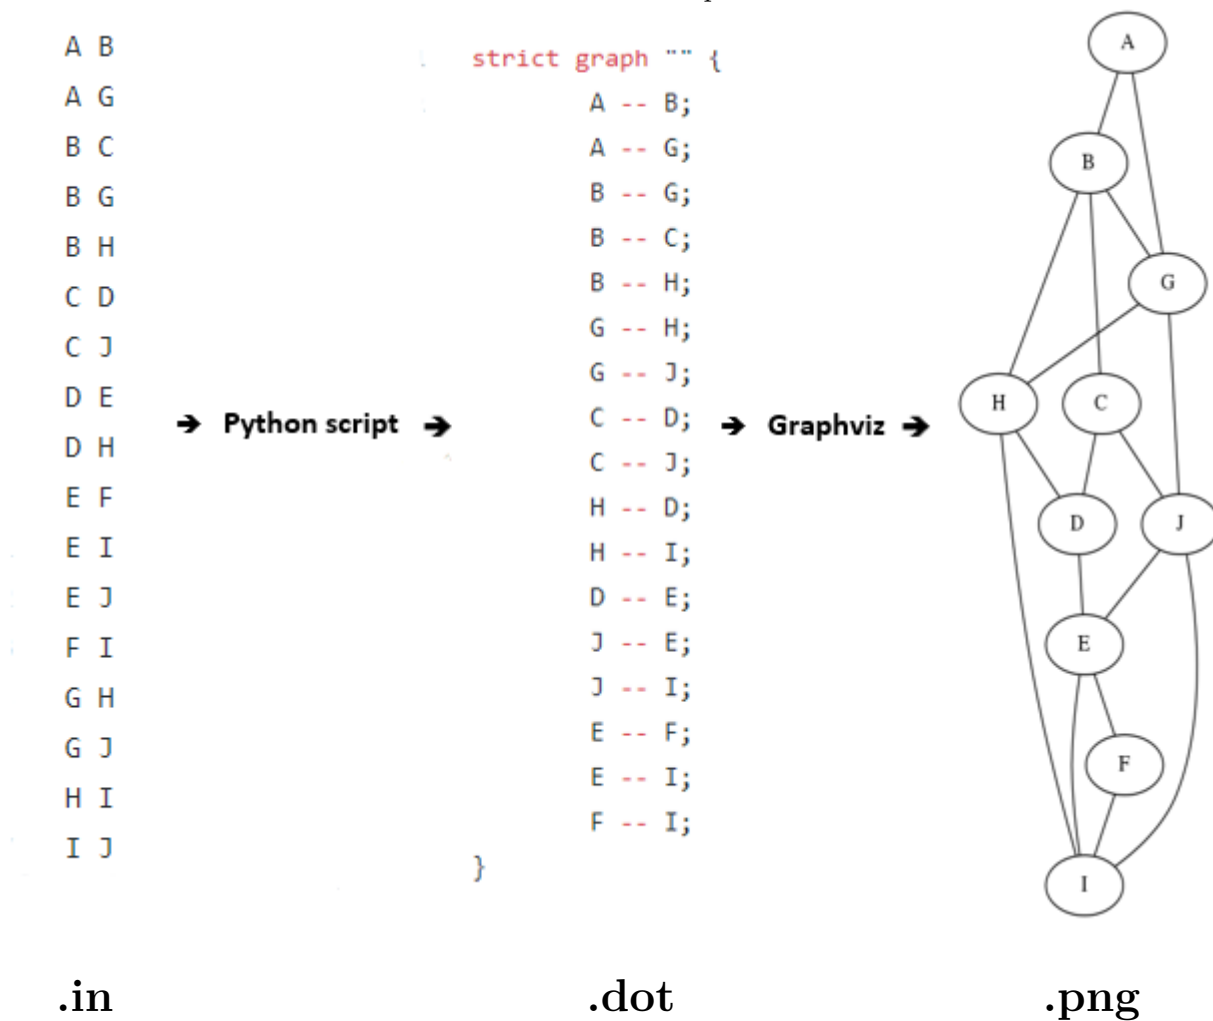 A B
A G
B C
B G
B H
C D
C J
D E
D H
E F
E I
E J
F I
G H
G J
H I
I J
→ Python script →
strict graph "" {
A -- B;
A -- G;
B -- G;
B -- C;
B -- H;
G -- H;
G -- J;
C -- D;
C -- J;
H -- D;
H -- I;
D -- E;
J -- E;
J -- I;
E -- F;
E -- I;
F -- I;
}
→ Graphviz →
A
B
G
H C
D J
E
F
I
.in .dot .png